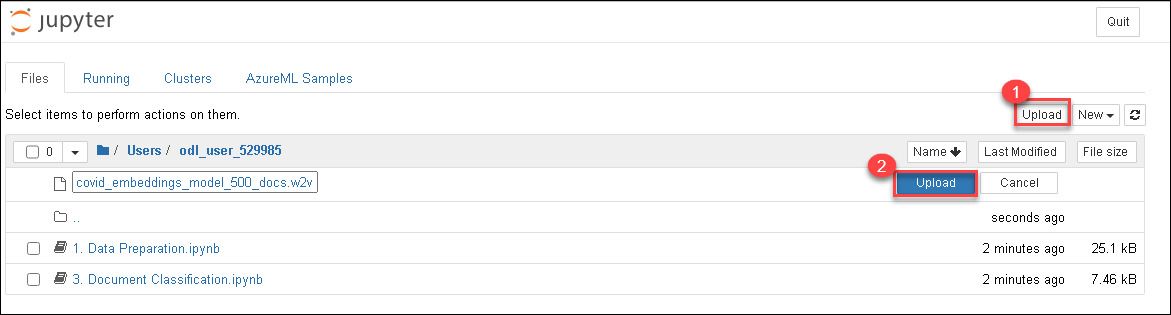 jupyter Quit
Files Running Clusters AzureML Samples
1
Select items to perform actions on them. Upload New
0 / Users / odl_user_529985 Name Last Modified File size
2
covid_embeddings_model_500_docs.w2v Upload Cancel
.. seconds ago
1. Data Preparation.ipynb 2 minutes ago 25.1 kB
3. Document Classification.ipynb 2 minutes ago 7.46 kB